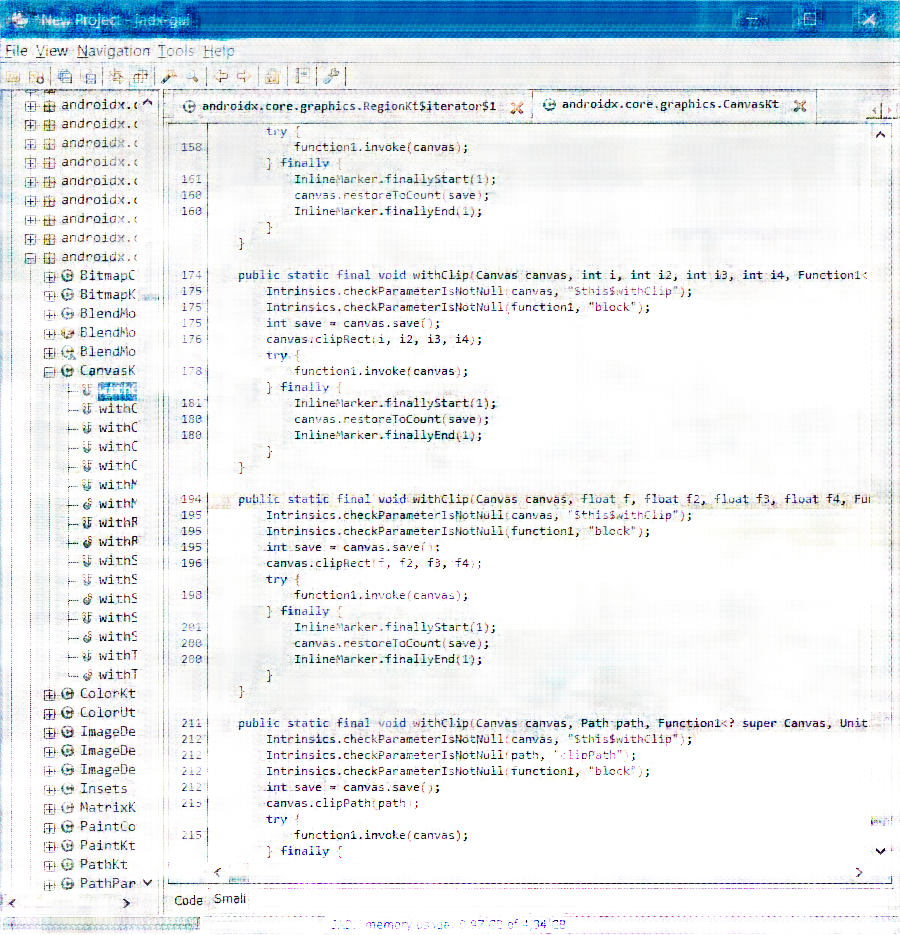 *New Project - jadx-gui
File View Navigation Tools Help
androidx.core.graphics.RegionKt$iterator$1
androidx.core.graphics.CanvasKt
androidx.c
androidx.c
androidx.c
androidx.c
androidx.c
androidx.c
androidx.c
androidx.c
androidx.c
BitmapC
BitmapK
BlendMo
BlendMo
BlendMo
CanvasK
withC
withC
withC
withC
withM
withM
withR
withR
withS
withS
withS
withS
withS
withT
withT
ColorKt
ColorUt
ImageDe
ImageDe
ImageDe
Insets
MatrixK
PaintCo
PaintKt
PathKt
PathPar
try {
158 function1.invoke(canvas);
} finally {
161 InlineMarker.finallyStart(1);
160 canvas.restoreToCount(save);
160 InlineMarker.finallyEnd(1);
}
}
174 public static final void withClip(Canvas canvas, int i, int i2, int i3, int i4, Function1<
175 Intrinsics.checkParameterIsNotNull(canvas, "$this$withClip");
175 Intrinsics.checkParameterIsNotNull(function1, "block");
175 int save = canvas.save();
176 canvas.clipRect(i, i2, i3, i4);
try {
178 function1.invoke(canvas);
} finally {
181 InlineMarker.finallyStart(1);
180 canvas.restoreToCount(save);
180 InlineMarker.finallyEnd(1);
}
}
194 public static final void withClip(Canvas canvas, float f, float f2, float f3, float f4, Fun
195 Intrinsics.checkParameterIsNotNull(canvas, "$this$withClip");
195 Intrinsics.checkParameterIsNotNull(function1, "block");
195 int save = canvas.save();
196 canvas.clipRect(f, f2, f3, f4);
try {
198 function1.invoke(canvas);
} finally {
201 InlineMarker.finallyStart(1);
200 canvas.restoreToCount(save);
200 InlineMarker.finallyEnd(1);
}
}
211 public static final void withClip(Canvas canvas, Path path, Function1<? super Canvas, Unit
212 Intrinsics.checkParameterIsNotNull(canvas, "$this$withClip");
212 Intrinsics.checkParameterIsNotNull(path, "clipPath");
212 Intrinsics.checkParameterIsNotNull(function1, "block");
212 int save = canvas.save();
213 canvas.clipPath(path);
try {
215 function1.invoke(canvas);
} finally {
Code Smali
memory usage: 0.97 GB of 4.04 GB